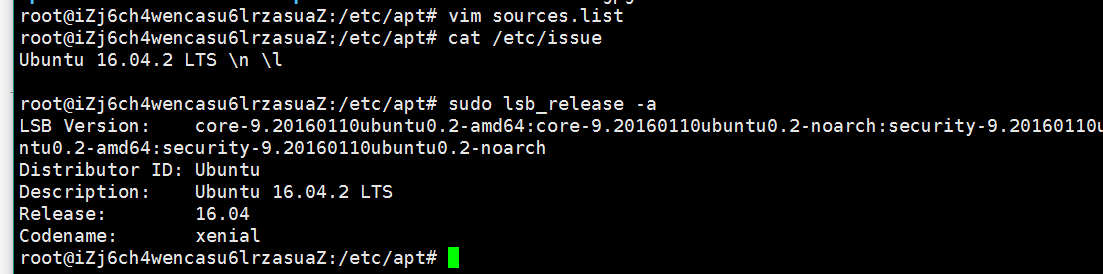 root@iZj6ch4wencasu6lrzasuaZ:/etc/apt# vim sources.list
root@iZj6ch4wencasu6lrzasuaZ:/etc/apt# cat /etc/issue
Ubuntu 16.04.2 LTS \n \l
root@iZj6ch4wencasu6lrzasuaZ:/etc/apt# sudo lsb_release -a
LSB Version:    core-9.20160110ubuntu0.2-amd64:core-9.20160110ubuntu0.2-noarch:security-9.20160110u
ntu0.2-amd64:security-9.20160110ubuntu0.2-noarch
Distributor ID: Ubuntu
Description:    Ubuntu 16.04.2 LTS
Release:        16.04
Codename:       xenial
root@iZj6ch4wencasu6lrzasuaZ:/etc/apt#